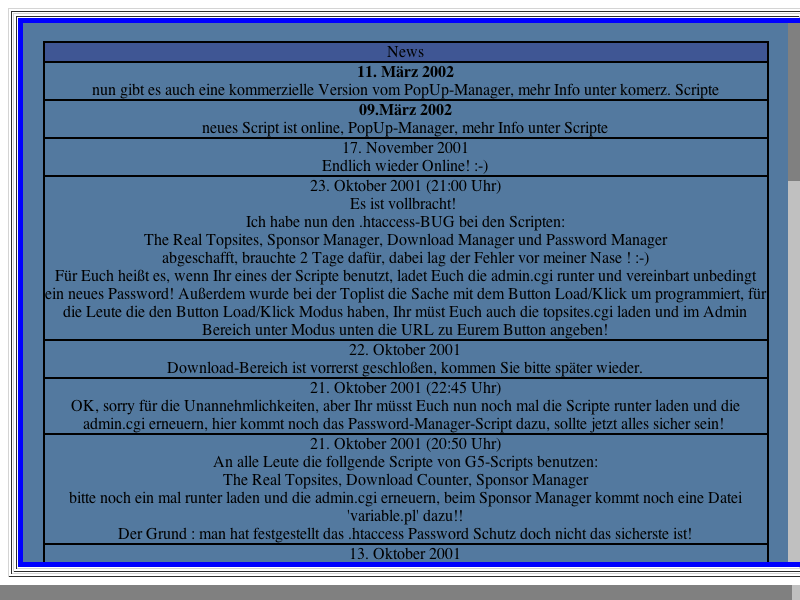 News
11. März 2002
nun gibt es auch eine kommerzielle Version vom PopUp-Manager, mehr Info unter komerz. Scripte
09.März 2002
neues Script ist online, PopUp-Manager, mehr Info unter Scripte
17. November 2001
Endlich wieder Online! :-)
23. Oktober 2001 (21:00 Uhr)
Es ist vollbracht!
Ich habe nun den .htaccess-BUG bei den Scripten:
The Real Topsites, Sponsor Manager, Download Manager und Password Manager
abgeschafft, brauchte 2 Tage dafür, dabei lag der Fehler vor meiner Nase ! :-)
Für Euch heißt es, wenn Ihr eines der Scripte benutzt, ladet Euch die admin.cgi runter und vereinbart unbedingt
ein neues Password! Außerdem wurde bei der Toplist die Sache mit dem Button Load/Klick um programmiert, für
die Leute die den Button Load/Klick Modus haben, Ihr müst Euch auch die topsites.cgi laden und im Admin
Bereich unter Modus unten die URL zu Eurem Button angeben!
22. Oktober 2001
Download-Bereich ist vorrerst geschloßen, kommen Sie bitte später wieder.
21. Oktober 2001 (22:45 Uhr)
OK, sorry für die Unannehmlichkeiten, aber Ihr müsst Euch nun noch mal die Scripte runter laden und die
admin.cgi erneuern, hier kommt noch das Password-Manager-Script dazu, sollte jetzt alles sicher sein!
21. Oktober 2001 (20:50 Uhr)
An alle Leute die follgende Scripte von G5-Scripts benutzen:
The Real Topsites, Download Counter, Sponsor Manager
bitte noch ein mal runter laden und die admin.cgi erneuern, beim Sponsor Manager kommt noch eine Datei
'variable.pl' dazu!!
Der Grund : man hat festgestellt das .htaccess Password Schutz doch nicht das sicherste ist!
13. Oktober 2001